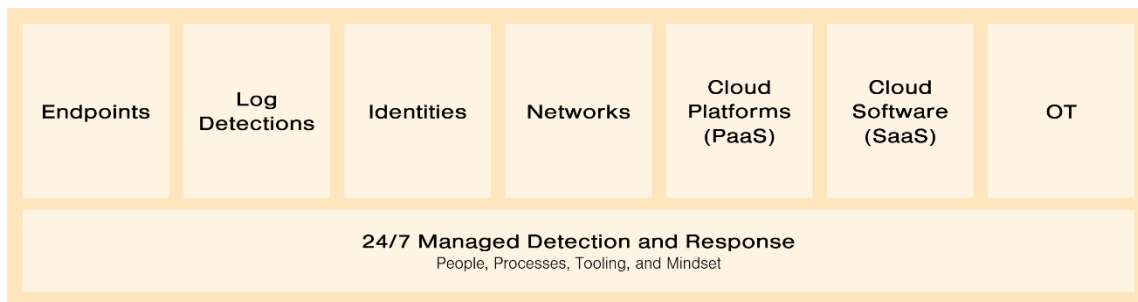 Endpoints
Log
Detections
Identities
Networks
Cloud
Platforms
(PaaS)
Cloud
Software
(SaaS)
OT
24/7 Managed Detection and Response
People, Processes, Tooling, and Mindset